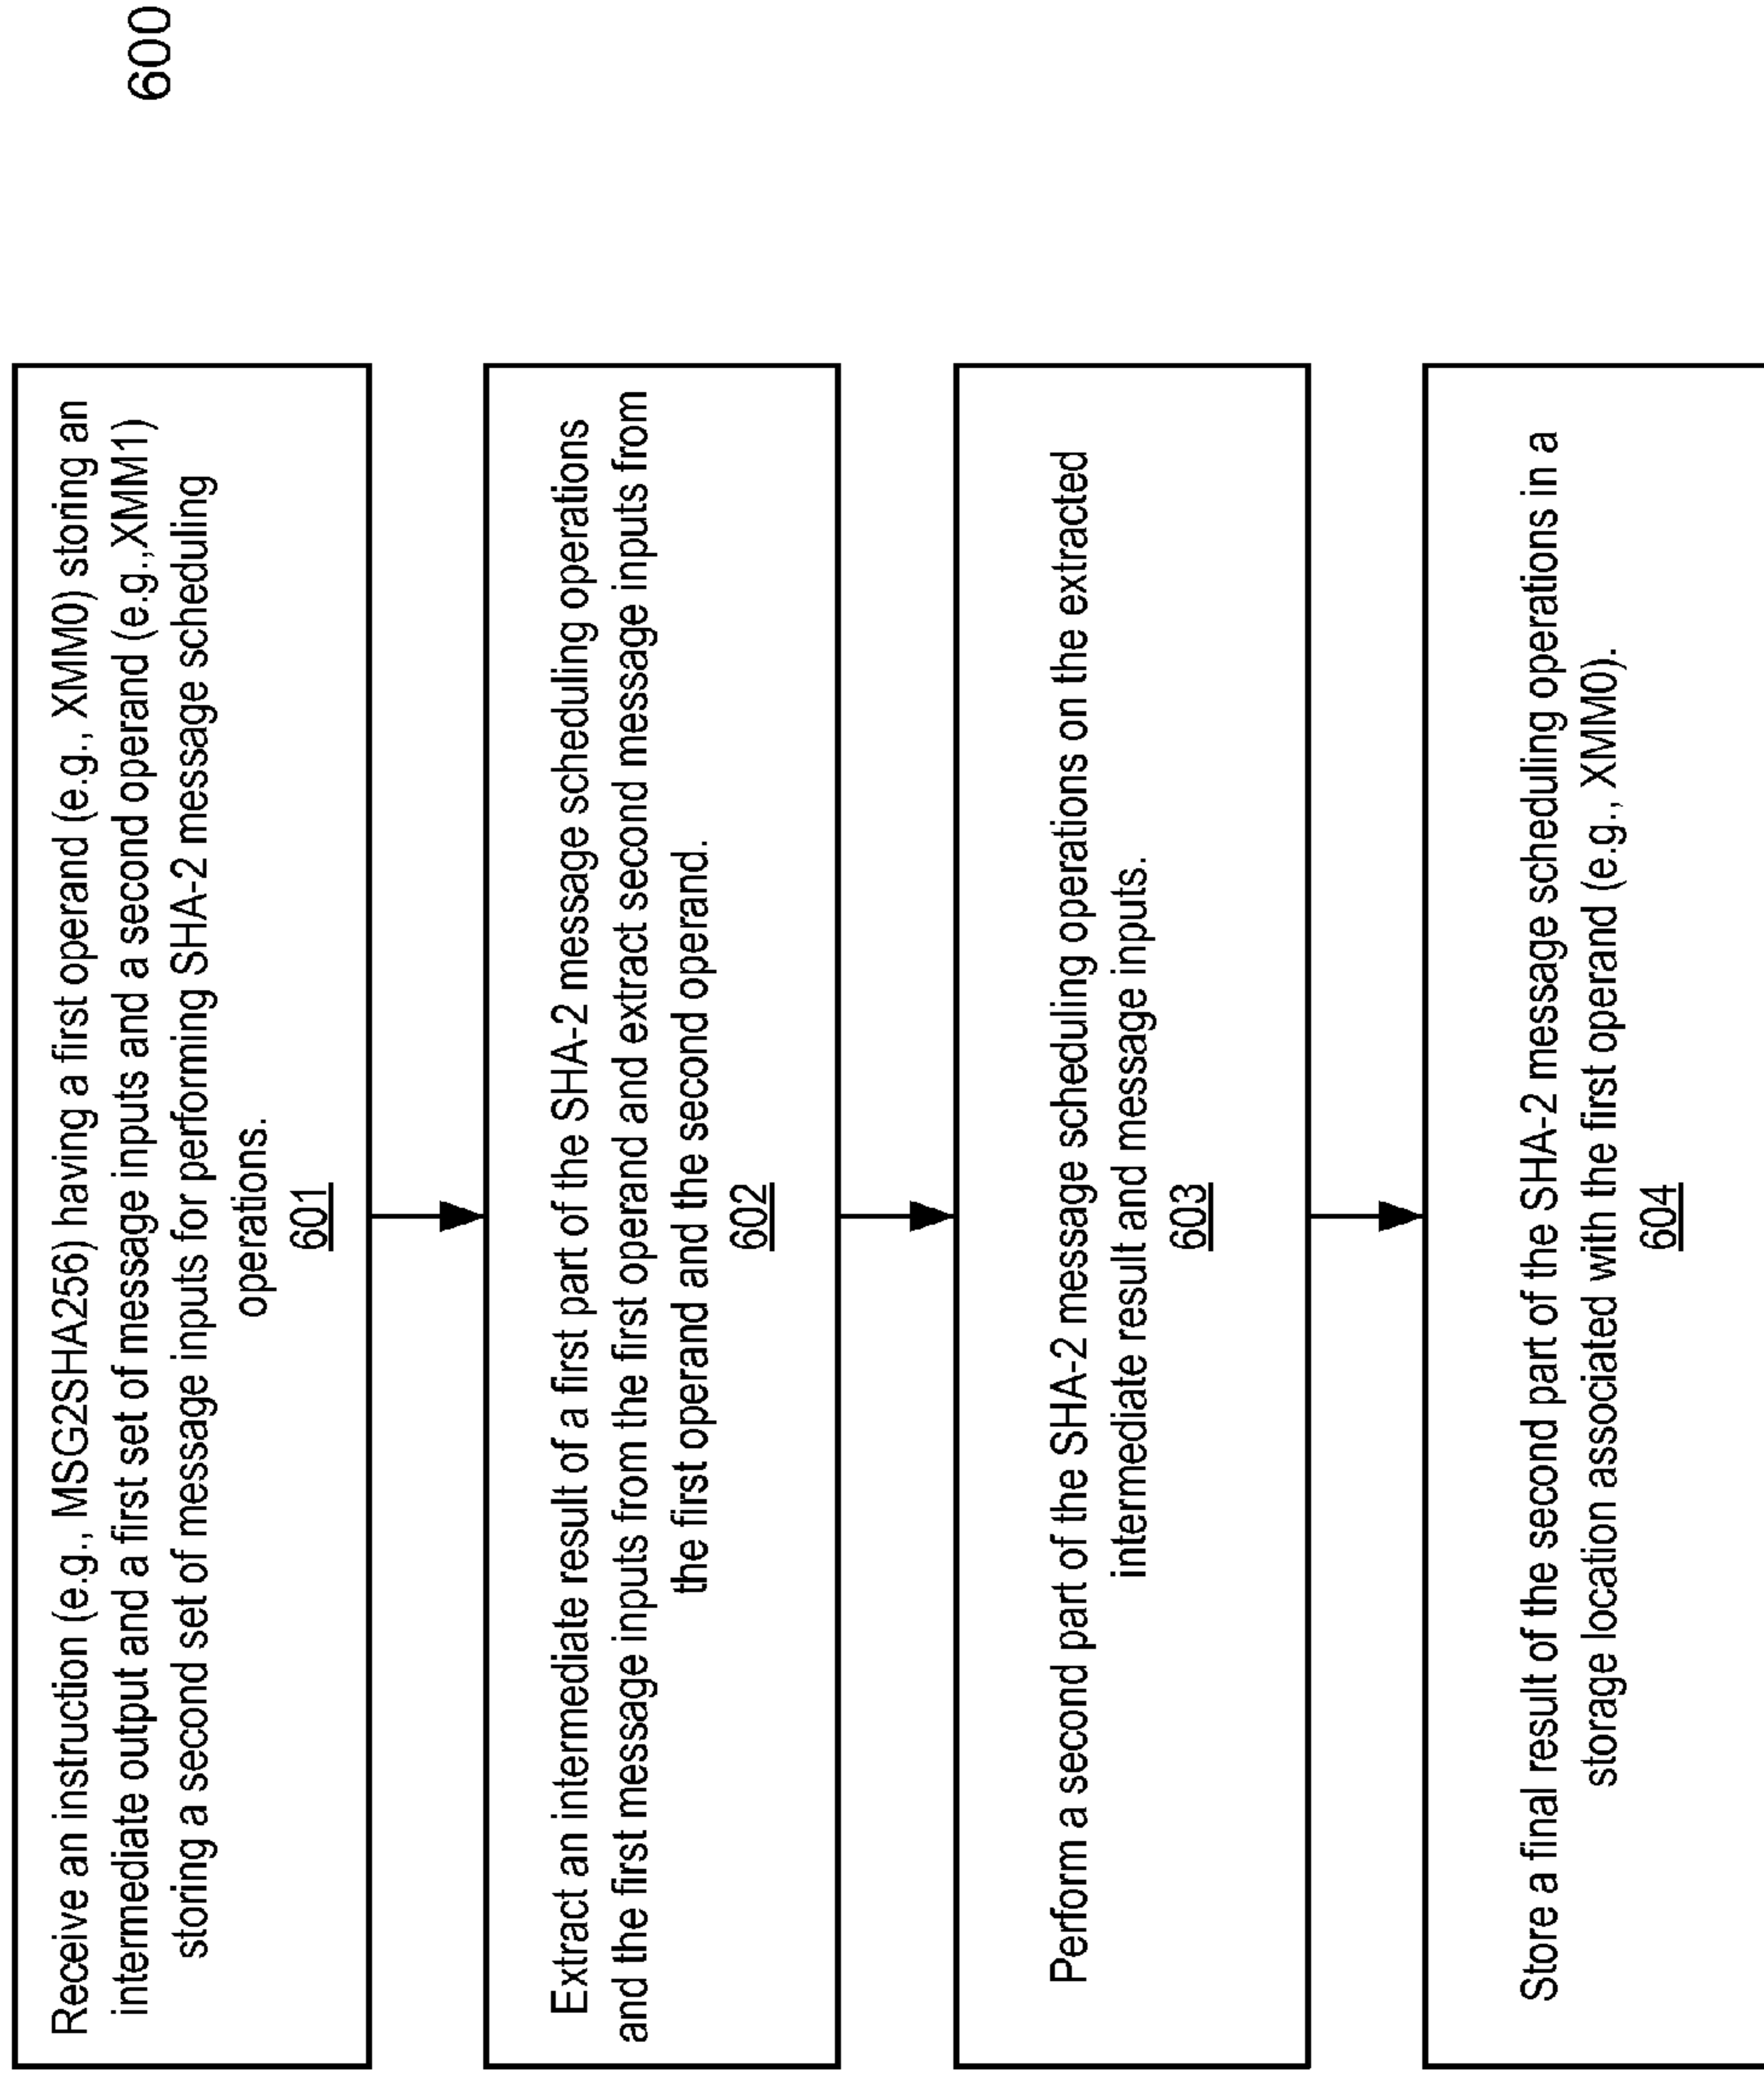 600
Receive an instruction (e.g., MSG2SHA256) having a first operand (e.g., XMM0) storing an
intermediate output and a first set of message inputs and a second operand (e.g.,XMM1)
storing a second set of message inputs for performing SHA-2 message scheduling
operations.
601
Extract an intermediate result of a first part of the SHA-2 message scheduling operations
and the first message inputs from the first operand and extract second message inputs from
the first operand and the second operand.
602
Perform a second part of the SHA-2 message scheduling operations on the extracted
intermediate result and message inputs.
603
Store a final result of the second part of the SHA-2 message scheduling operations in a
storage location associated with the first operand (e.g., XMM0).
604